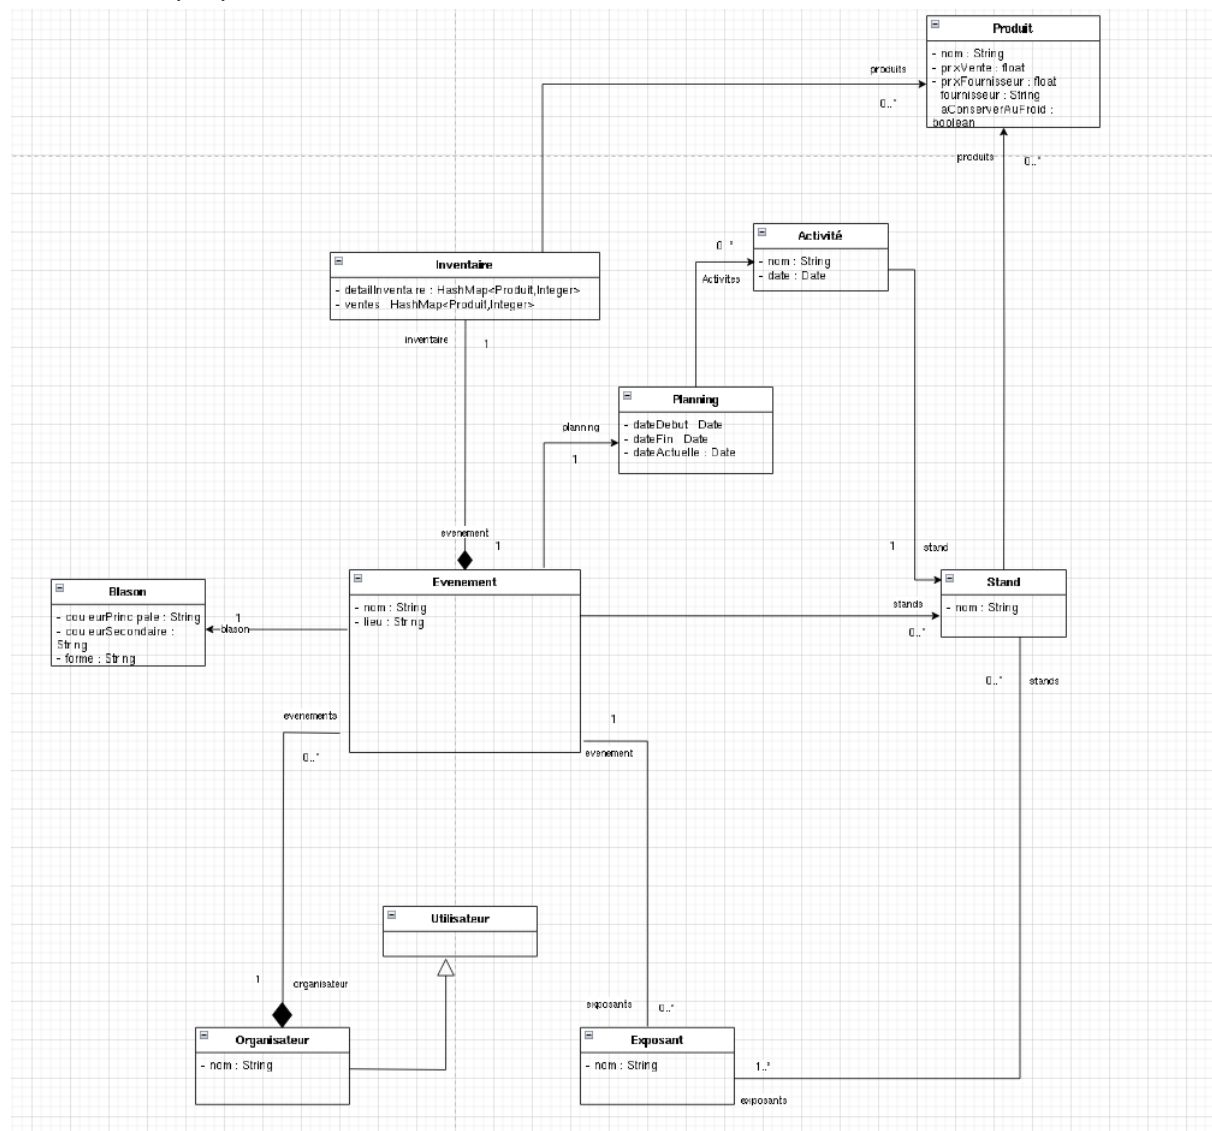 Produit
- nom : String
- prixVente : float
- prixFournisseur : float
fournisseur : String
aConserverAuFroid :
boolean
produits
0..*
produits
0..*
Activité
- nom : String
- date : Date
0..*
Activites
Inventaire
- detailInventaire : HashMap<Produit,Integer>
- ventes : HashMap<Produit,Integer>
inventaire
1
Planning
- dateDebut : Date
- dateFin : Date
- dateActuelle : Date
planning
1
evenement
1
1
stand
Blason
- couleurPrincipale : String
- couleurSecondaire :
String
- forme : String
1
blason
Evenement
- nom : String
- lieu : String
stands
0..*
Stand
- nom : String
0..*
stands
evenements
0..*
1
evenement
Utilisateur
1
organisateur
exposants
0..*
Organisateur
- nom : String
Exposant
- nom : String
1..*
exposants